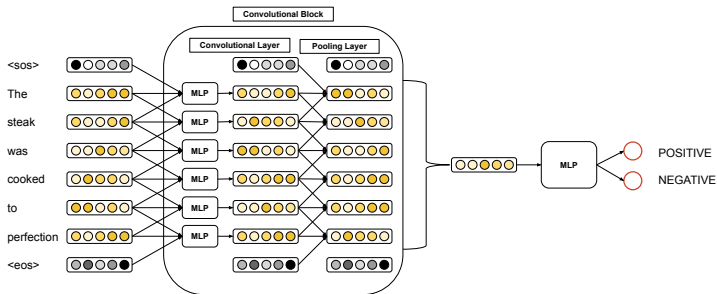 Convolutional Block
Convolutional Layer
Pooling Layer
<sos>
The
steak
was
cooked
to
perfection
<eos>
MLP
MLP
MLP
MLP
MLP
MLP
MLP
POSITIVE
NEGATIVE